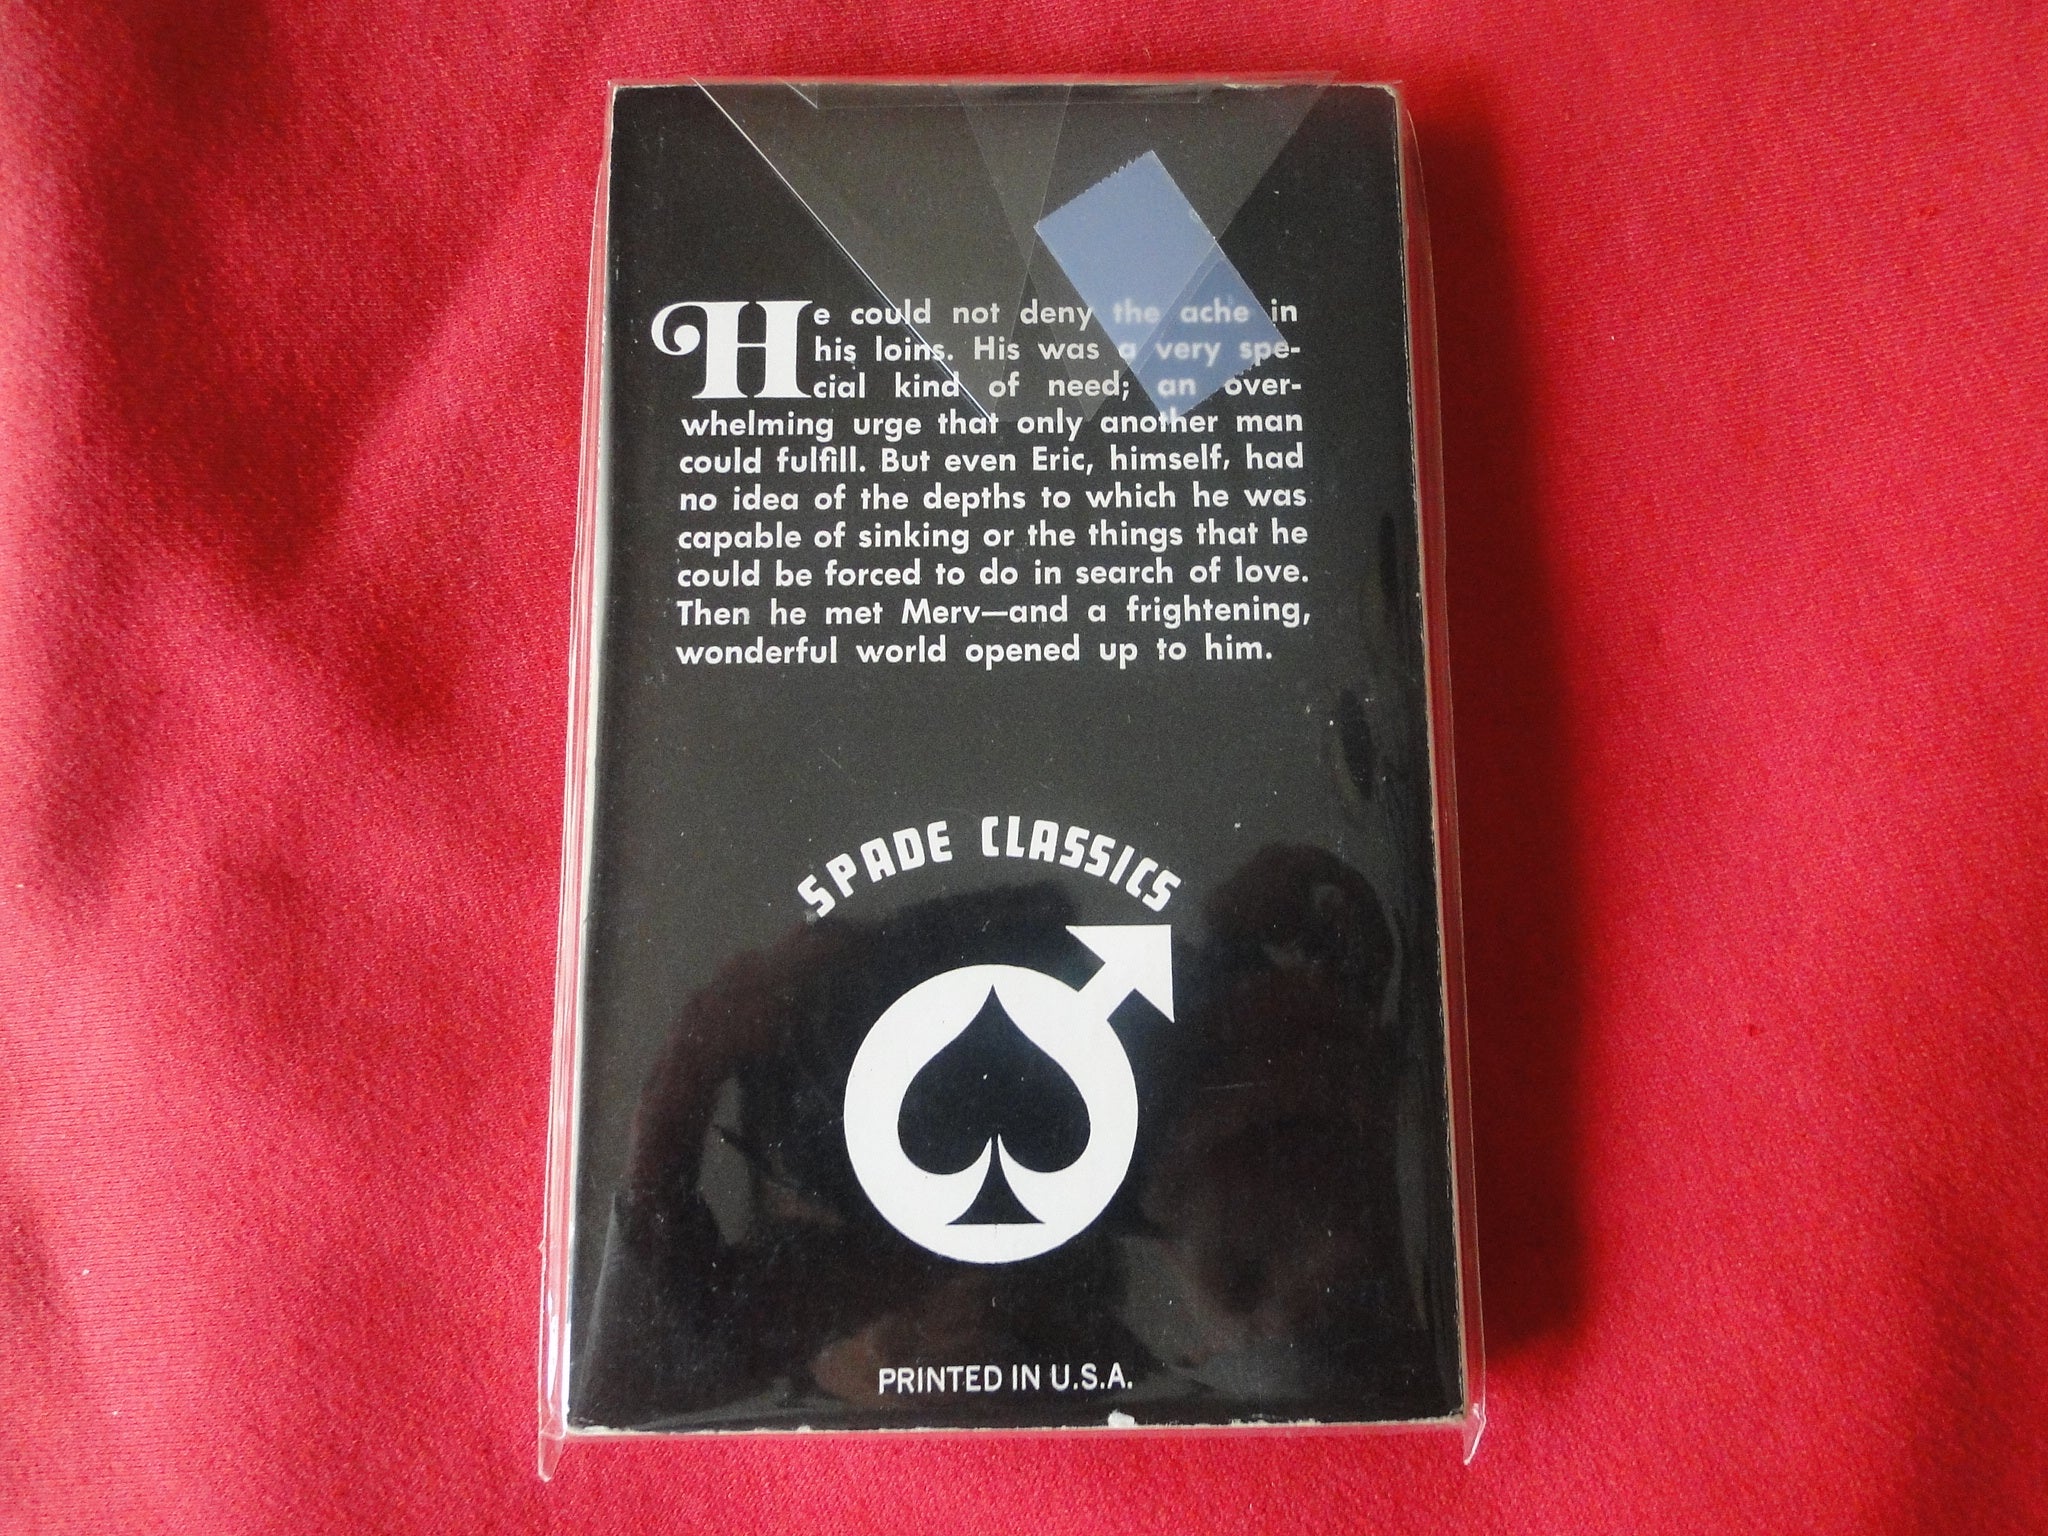 He could not deny the ache in
his loins. His was a very spe-
cial kind of need; an over-
whelming urge that only another man
could fulfill. But even Eric, himself, had
no idea of the depths to which he was
capable of sinking or the things that he
could be forced to do in search of love.
Then he met Merv—and a frightening,
wonderful world opened up to him.
SPADE CLASSICS
PRINTED IN U.S.A.